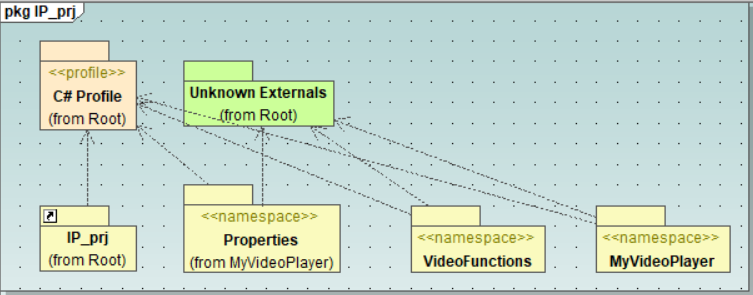 pkg IP_prj
<<profile>>
C# Profile
(from Root)
Unknown Externals
(from Root)
IP_prj
(from Root)
<<namespace>>
Properties
(from MyVideoPlayer)
<<namespace>>
VideoFunctions
<<namespace>>
MyVideoPlayer